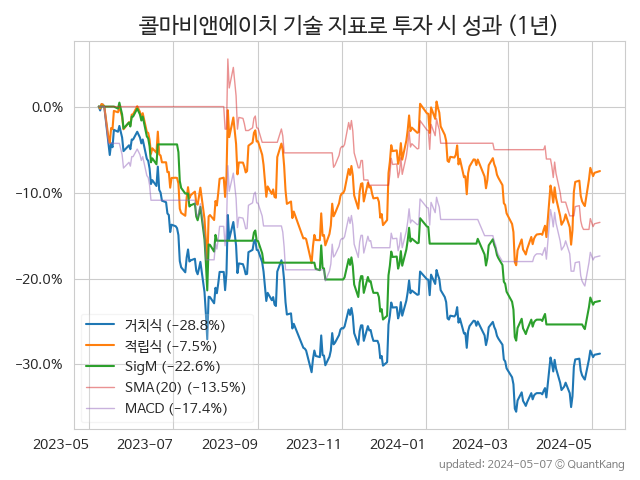 콜마비앤에이치 기술 지표로 투자 시 성과 (1년)
0.0%
−10.0%
−20.0%
−30.0%
거치식 (−28.8%)
적립식 (−7.5%)
SigM (−22.6%)
SMA(20) (−13.5%)
MACD (−17.4%)
2023-05 2023-07 2023-09 2023-11 2024-01 2024-03 2024-05
updated: 2024-05-07 © QuantKang